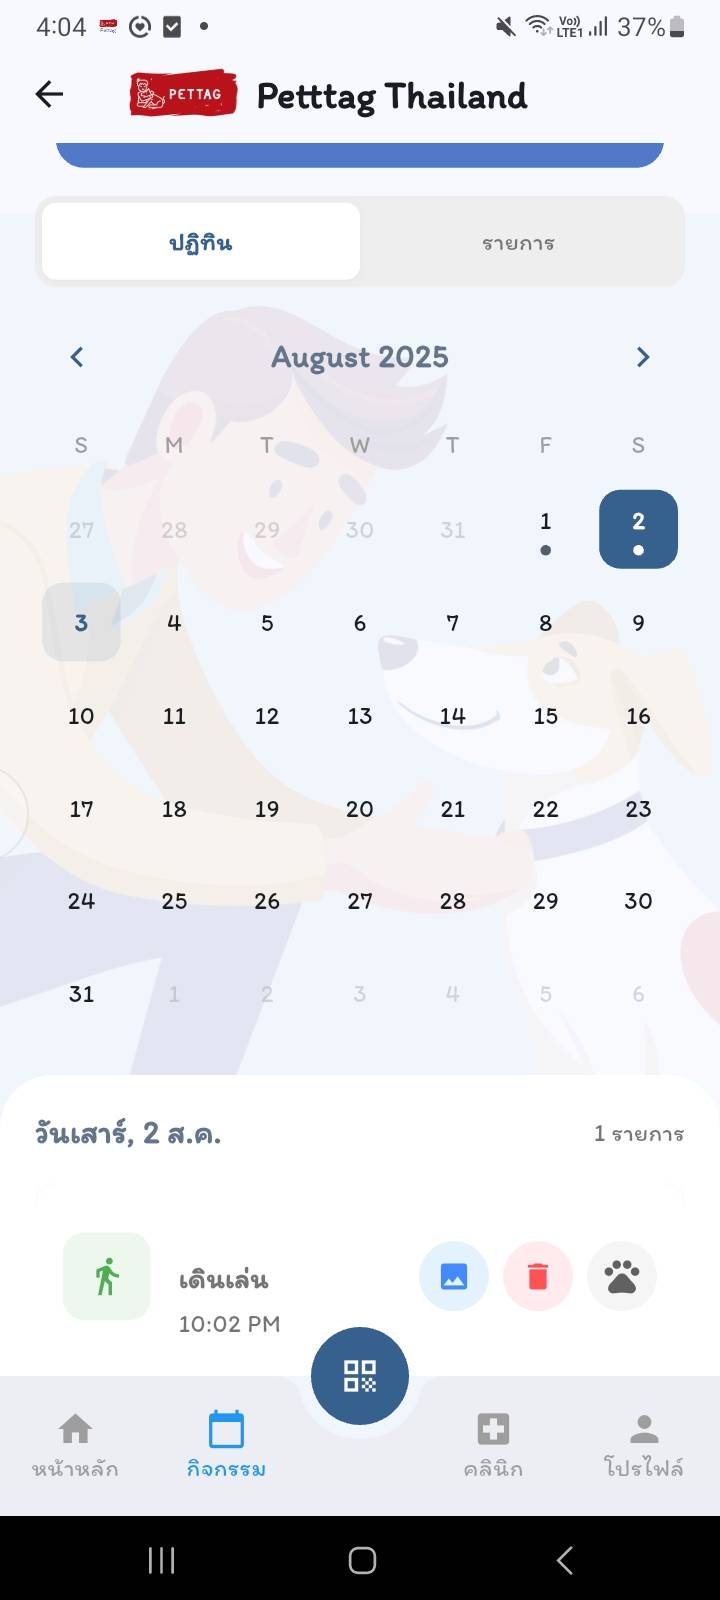 4:04 Vo)) LTE1 37%
PETTAG Petttag Thailand
ปฏิทิน รายการ
August 2025
S M T W T F S
27 28 29 30 31 1 2
3 4 5 6 7 8 9
10 11 12 13 14 15 16
17 18 19 20 21 22 23
24 25 26 27 28 29 30
31 1 2 3 4 5 6
วันเสาร์, 2 ส.ค. 1 รายการ
เดินเล่น
10:02 PM
หน้าหลัก กิจกรรม คลินิก โปรไฟล์